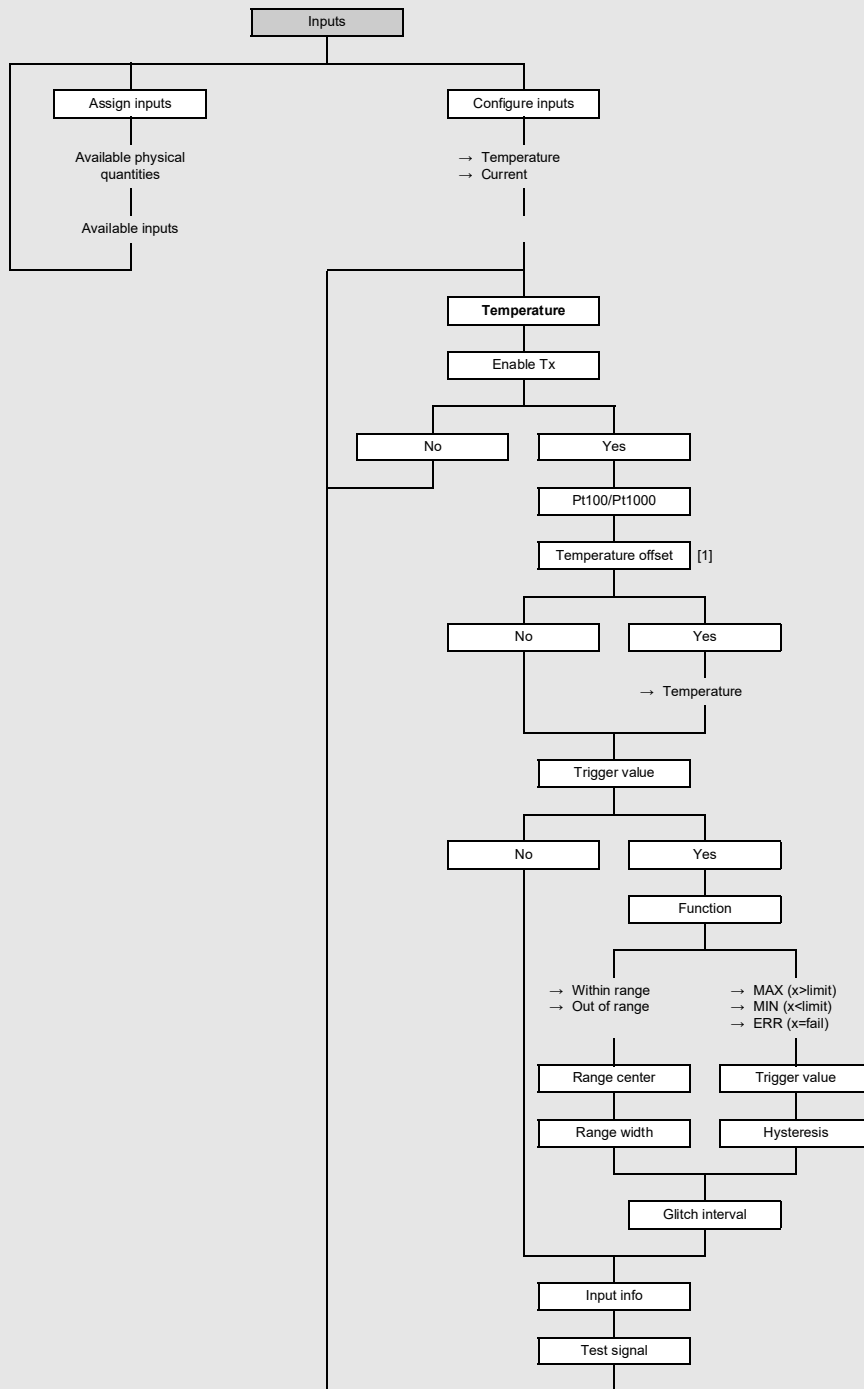 Inputs
Assign inputs
Configure inputs
Available physical
quantities
→ Temperature
→ Current
Available inputs
Temperature
Enable Tx
No
Yes
Pt100/Pt1000
Temperature offset [1]
No
Yes
→ Temperature
Trigger value
No
Yes
Function
→ Within range
→ Out of range
→ MAX (x>limit)
→ MIN (x<limit)
→ ERR (x=fail)
Range center
Trigger value
Range width
Hysteresis
Glitch interval
Input info
Test signal